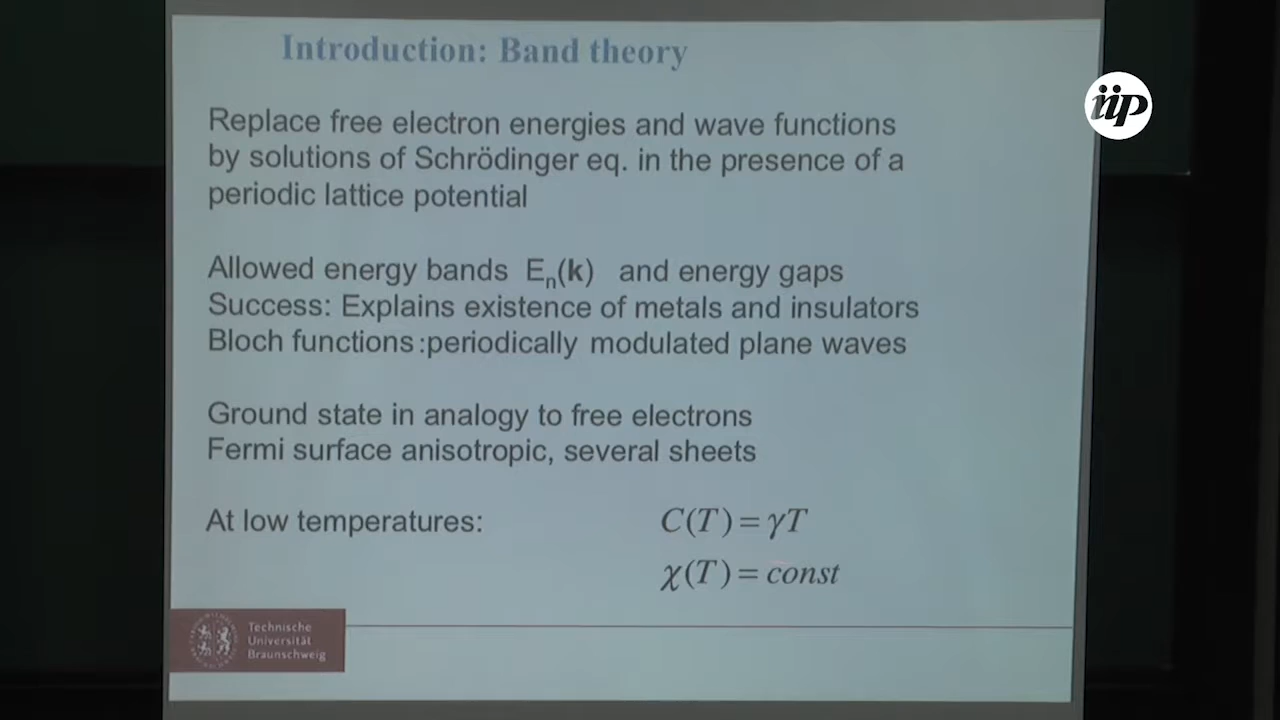 Introduction: Band theory
iip
Replace free electron energies and wave functions
by solutions of Schrödinger eq. in the presence of a
periodic lattice potential
Allowed energy bands Eₙ(k) and energy gaps
Success: Explains existence of metals and insulators
Bloch functions :periodically modulated plane waves
Ground state in analogy to free electrons
Fermi surface anisotropic, several sheets
At low temperatures: C(T) = γT
χ(T) = const
Technische
Universität
Braunschweig